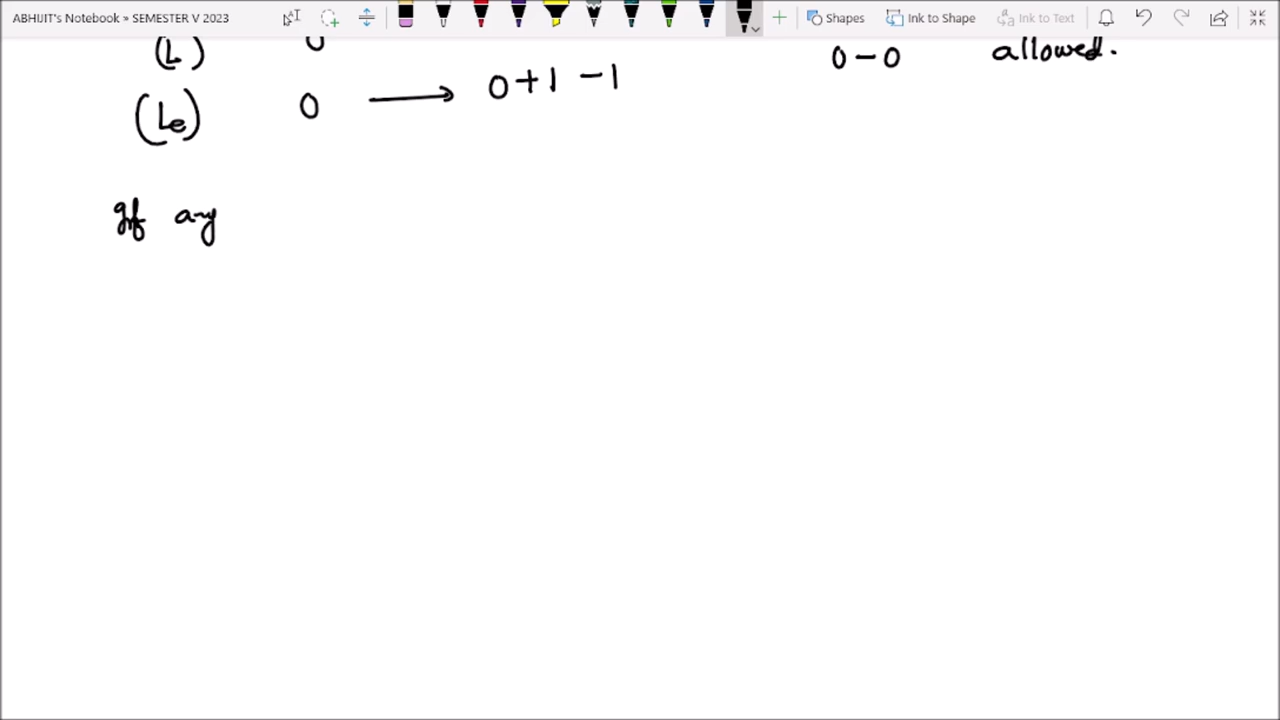 ABHIJIT's Notebook » SEMESTER V 2023 Shapes Ink to Shape Ink to Text
(L) 0 0 - 0 allowed.
(Le) 0 → 0 + 1 - 1
If any